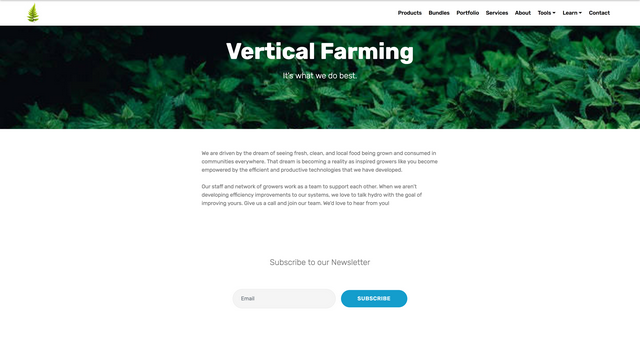 Products Bundles Portfolio Services About Tools Learn Contact
Vertical Farming
It's what we do best.
We are driven by the dream of seeing fresh, clean, and local food being grown and consumed in
communities everywhere. That dream is becoming a reality as inspired growers like you become
empowered by the efficient and productive technologies that we have developed.
Our staff and network of growers work as a team to support each other. When we aren't
developing efficiency improvements to our systems, we love to talk hydro with the goal of
improving yours. Give us a call and join our team. We'd love to hear from you!
Subscribe to our Newsletter
Email SUBSCRIBE